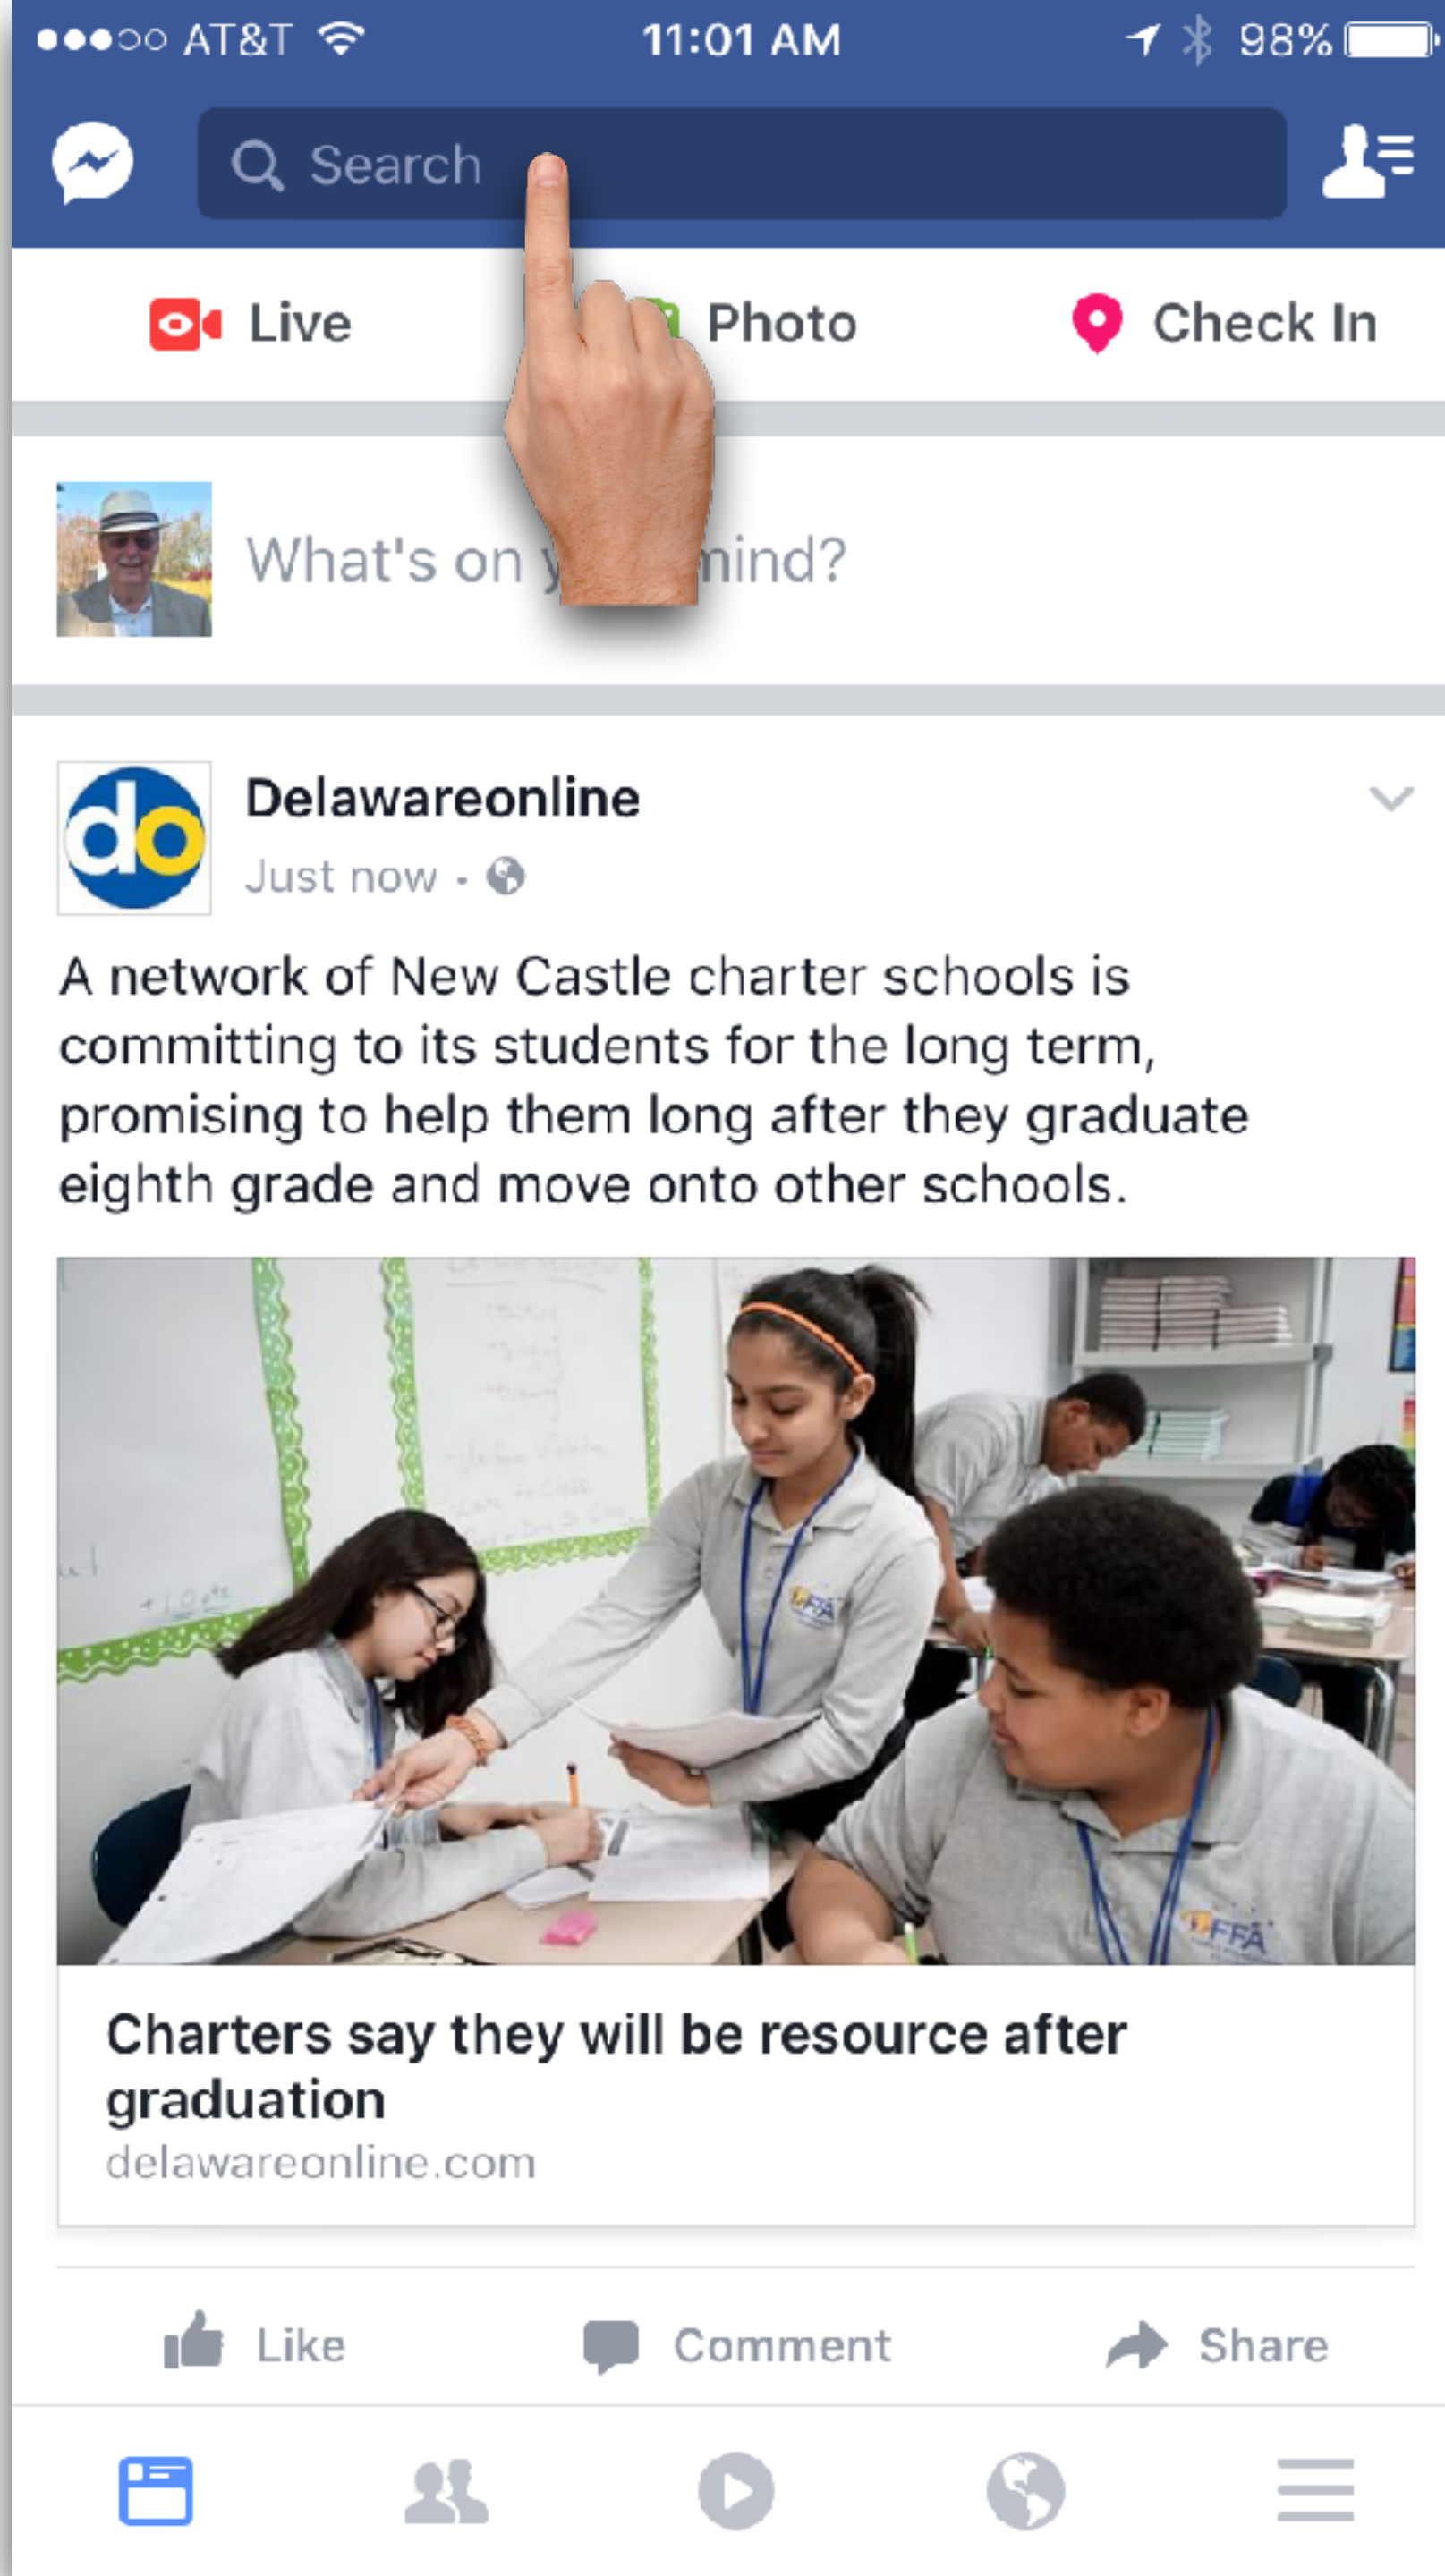 AT&T 11:01 AM 98%
Search
Live Photo Check In
What's on mind?
do Delawareonline
Just now ·
A network of New Castle charter schools is
committing to its students for the long term,
promising to help them long after they graduate
eighth grade and move onto other schools.
FFA
FFA
Charters say they will be resource after
graduation
delawareonline.com
Like Comment Share